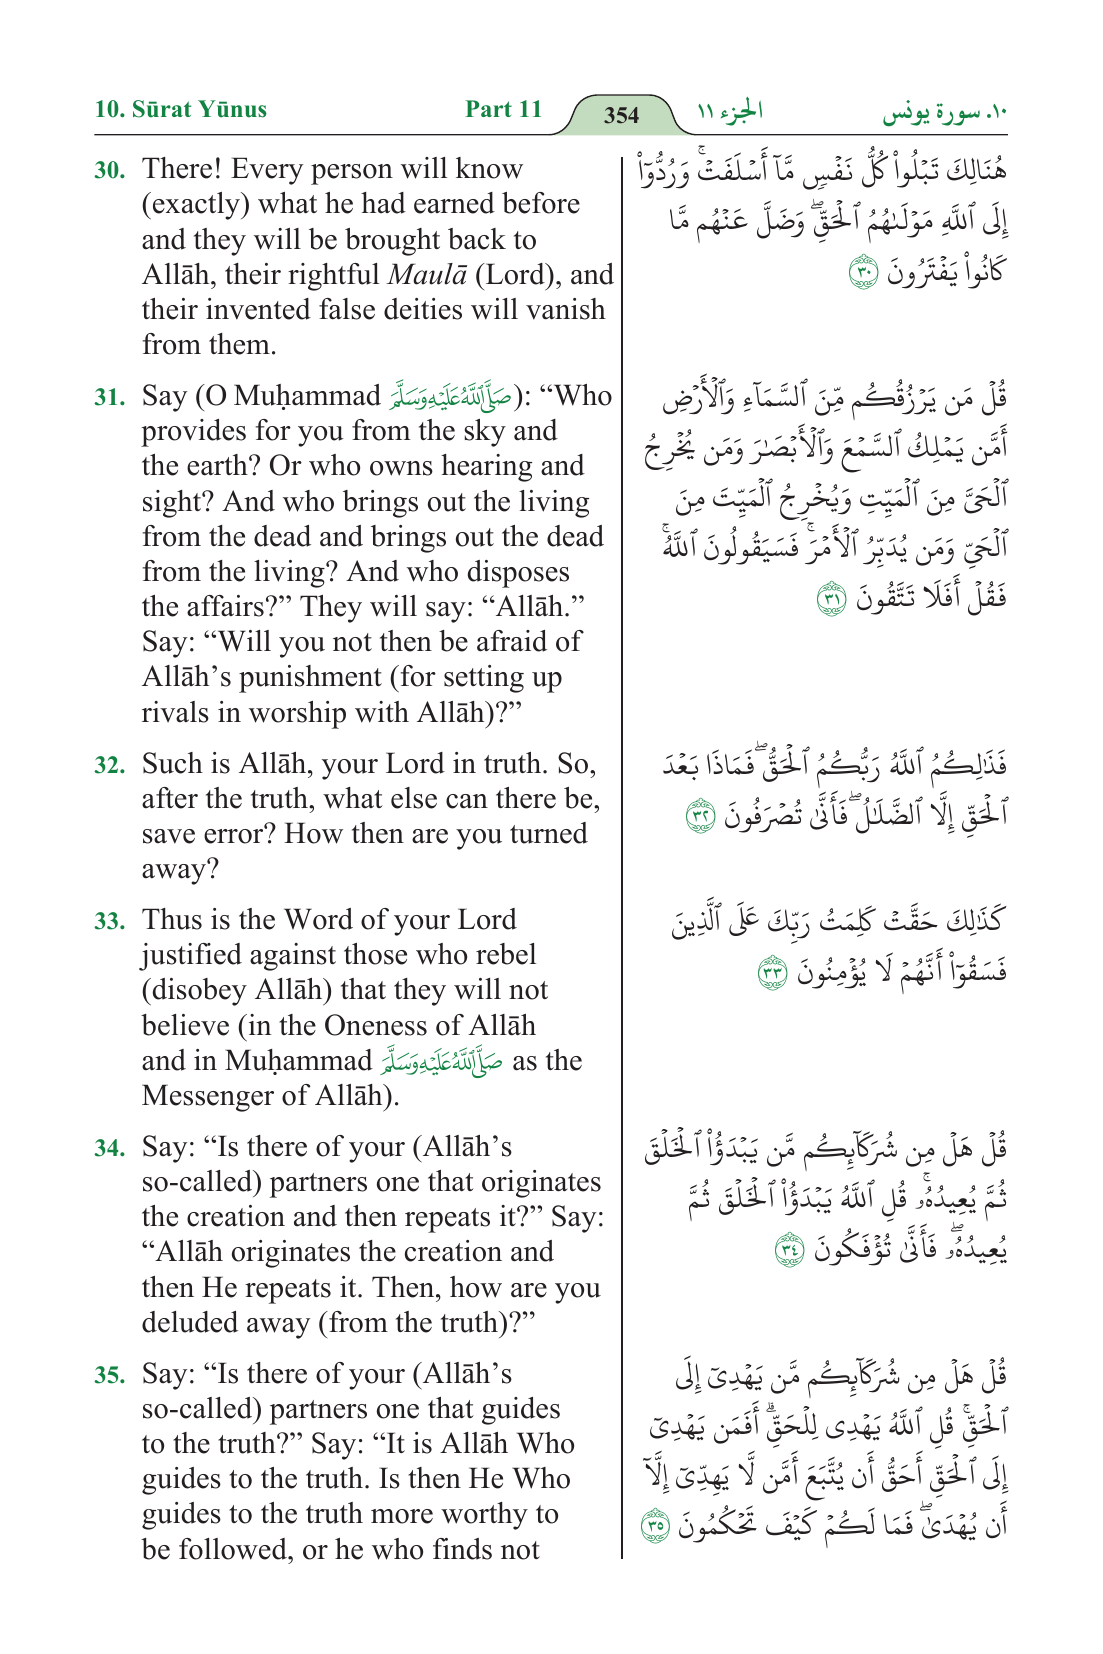 10. Sūrat Yūnus
Part 11
354
الجزء ١١
١٠. سورة يونس
30. There! Every person will know
(exactly) what he had earned before
and they will be brought back to
Allāh, their rightful Maulā (Lord), and
their invented false deities will vanish
from them.
هُنَالِكَ تَبْلُوا۟ كُلُّ نَفْسٍ مَّآ أَسْلَفَتْ ۚ وَرُدُّوٓا۟
إِلَى ٱللَّهِ مَوْلَىٰهُمُ ٱلْحَقِّ ۖ وَضَلَّ عَنْهُم مَّا
كَانُوا۟ يَفْتَرُونَ ٣٠
31. Say (O Muḥammad صَلَّى ٱللَّهُ عَلَيْهِ وَسَلَّمَ): “Who
provides for you from the sky and
the earth? Or who owns hearing and
sight? And who brings out the living
from the dead and brings out the dead
from the living? And who disposes
the affairs?” They will say: “Allāh.”
Say: “Will you not then be afraid of
Allāh’s punishment (for setting up
rivals in worship with Allāh)?”
قُلْ مَن يَرْزُقُكُم مِّنَ ٱلسَّمَآءِ وَٱلْأَرْضِ
أَمَّن يَمْلِكُ ٱلسَّمْعَ وَٱلْأَبْصَٰرَ وَمَن يُخْرِجُ
ٱلْحَىَّ مِنَ ٱلْمَيِّتِ وَيُخْرِجُ ٱلْمَيِّتَ مِنَ
ٱلْحَىِّ وَمَن يُدَبِّرُ ٱلْأَمْرَ ۚ فَسَيَقُولُونَ ٱللَّهُ ۚ
فَقُلْ أَفَلَا تَتَّقُونَ ٣١
32. Such is Allāh, your Lord in truth. So,
after the truth, what else can there be,
save error? How then are you turned
away?
فَذَٰلِكُمُ ٱللَّهُ رَبُّكُمُ ٱلْحَقُّ ۖ فَمَاذَا بَعْدَ
ٱلْحَقِّ إِلَّا ٱلضَّلَٰلُ ۖ فَأَنَّىٰ تُصْرَفُونَ ٣٢
33. Thus is the Word of your Lord
justified against those who rebel
(disobey Allāh) that they will not
believe (in the Oneness of Allāh
and in Muḥammad صَلَّى ٱللَّهُ عَلَيْهِ وَسَلَّمَ as the
Messenger of Allāh).
كَذَٰلِكَ حَقَّتْ كَلِمَتُ رَبِّكَ عَلَى ٱلَّذِينَ
فَسَقُوٓا۟ أَنَّهُمْ لَا يُؤْمِنُونَ ٣٣
34. Say: “Is there of your (Allāh’s
so-called) partners one that originates
the creation and then repeats it?” Say:
“Allāh originates the creation and
then He repeats it. Then, how are you
deluded away (from the truth)?”
قُلْ هَلْ مِن شُرَكَآئِكُم مَّن يَبْدَؤُا۟ ٱلْخَلْقَ
ثُمَّ يُعِيدُهُۥ ۚ قُلِ ٱللَّهُ يَبْدَؤُا۟ ٱلْخَلْقَ ثُمَّ
يُعِيدُهُۥ ۖ فَأَنَّىٰ تُؤْفَكُونَ ٣٤
35. Say: “Is there of your (Allāh’s
so-called) partners one that guides
to the truth?” Say: “It is Allāh Who
guides to the truth. Is then He Who
guides to the truth more worthy to
be followed, or he who finds not
قُلْ هَلْ مِن شُرَكَآئِكُم مَّن يَهْدِىٓ إِلَى
ٱلْحَقِّ ۚ قُلِ ٱللَّهُ يَهْدِى لِلْحَقِّ ۗ أَفَمَن يَهْدِىٓ
إِلَى ٱلْحَقِّ أَحَقُّ أَن يُتَّبَعَ أَمَّن لَّا يَهِدِّىٓ إِلَّآ
أَن يُهْدَىٰ ۖ فَمَا لَكُمْ كَيْفَ تَحْكُمُونَ ٣٥